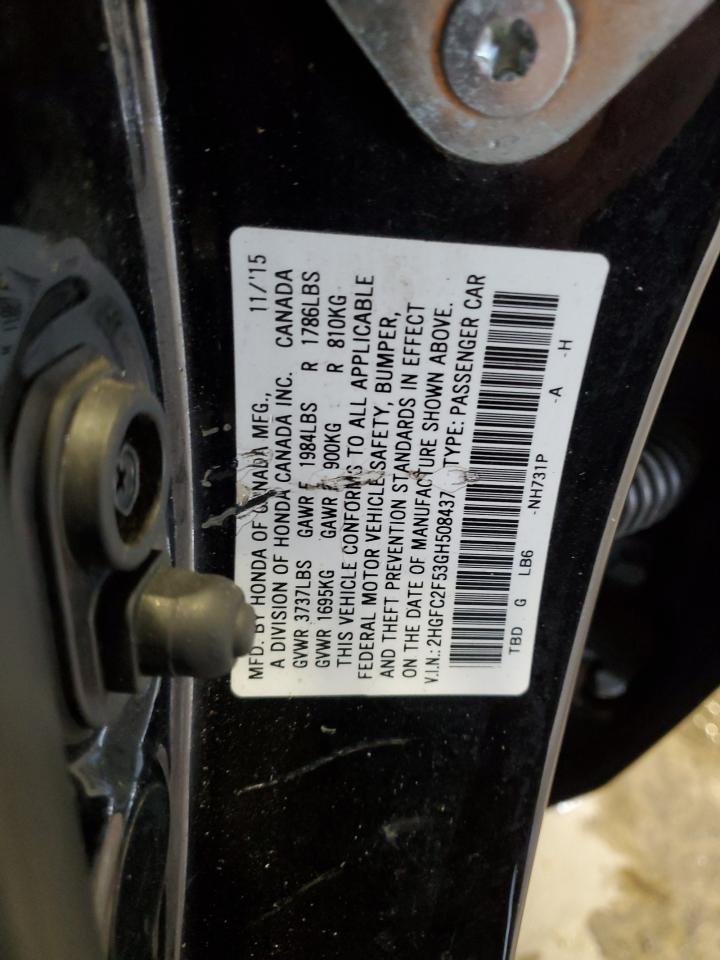 MFD. BY HONDA OF CANADA MFG., 11/'15
A DIVISION OF HONDA CANADA INC. CANADA
GVWR 3737LBS GAWR F 1984LBS R 1786LBS
GVWR 1695KG GAWR F 900KG R 810KG
THIS VEHICLE CONFORMS TO ALL APPLICABLE
FEDERAL MOTOR VEHICLE SAFETY, BUMPER,
AND THEFT PREVENTION STANDARDS IN EFFECT
ON THE DATE OF MANUFACTURE SHOWN ABOVE.
V.I.N.: 2HGFC2F53GH508437 TYPE: PASSENGER CAR
TBD G LB6 -NH731P -A -H